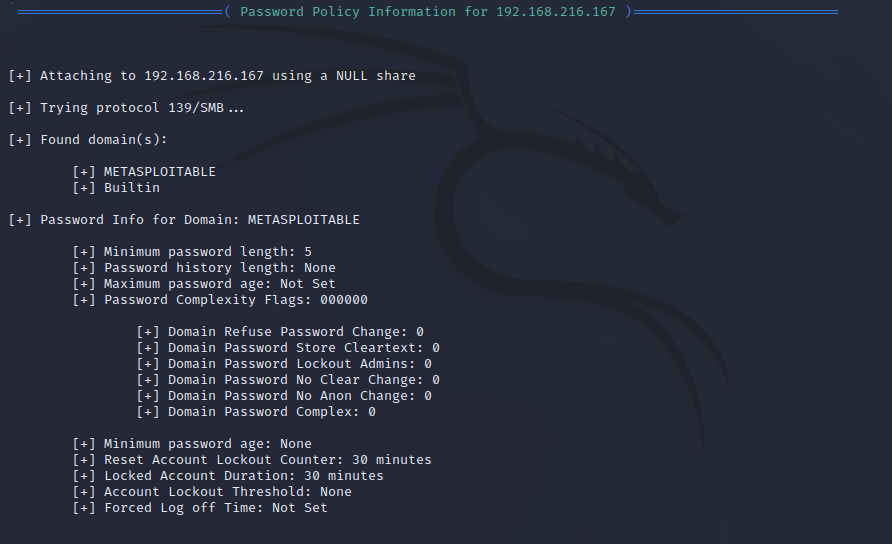 ( Password Policy Information for 192.168.216.167 )
[+] Attaching to 192.168.216.167 using a NULL share
[+] Trying protocol 139/SMB...
[+] Found domain(s):
[+] METASPLOITABLE
[+] Builtin
[+] Password Info for Domain: METASPLOITABLE
[+] Minimum password length: 5
[+] Password history length: None
[+] Maximum password age: Not Set
[+] Password Complexity Flags: 000000
[+] Domain Refuse Password Change: 0
[+] Domain Password Store Cleartext: 0
[+] Domain Password Lockout Admins: 0
[+] Domain Password No Clear Change: 0
[+] Domain Password No Anon Change: 0
[+] Domain Password Complex: 0
[+] Minimum password age: None
[+] Reset Account Lockout Counter: 30 minutes
[+] Locked Account Duration: 30 minutes
[+] Account Lockout Threshold: None
[+] Forced Log off Time: Not Set